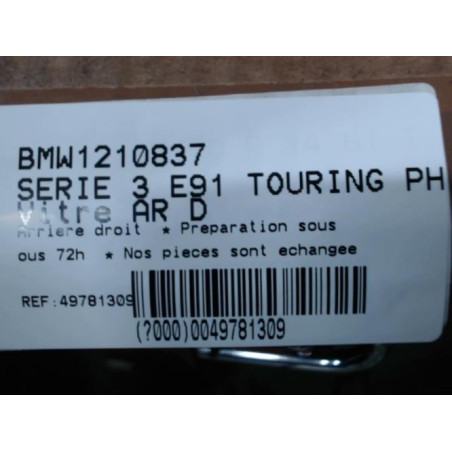 BMW1210837
SERIE 3 E91 TOURING PH
Vitre AR D
Arriere droit * Preparation sous
ous 72h * Nos pieces sont echangee
REF:49781309
(?000)0049781309